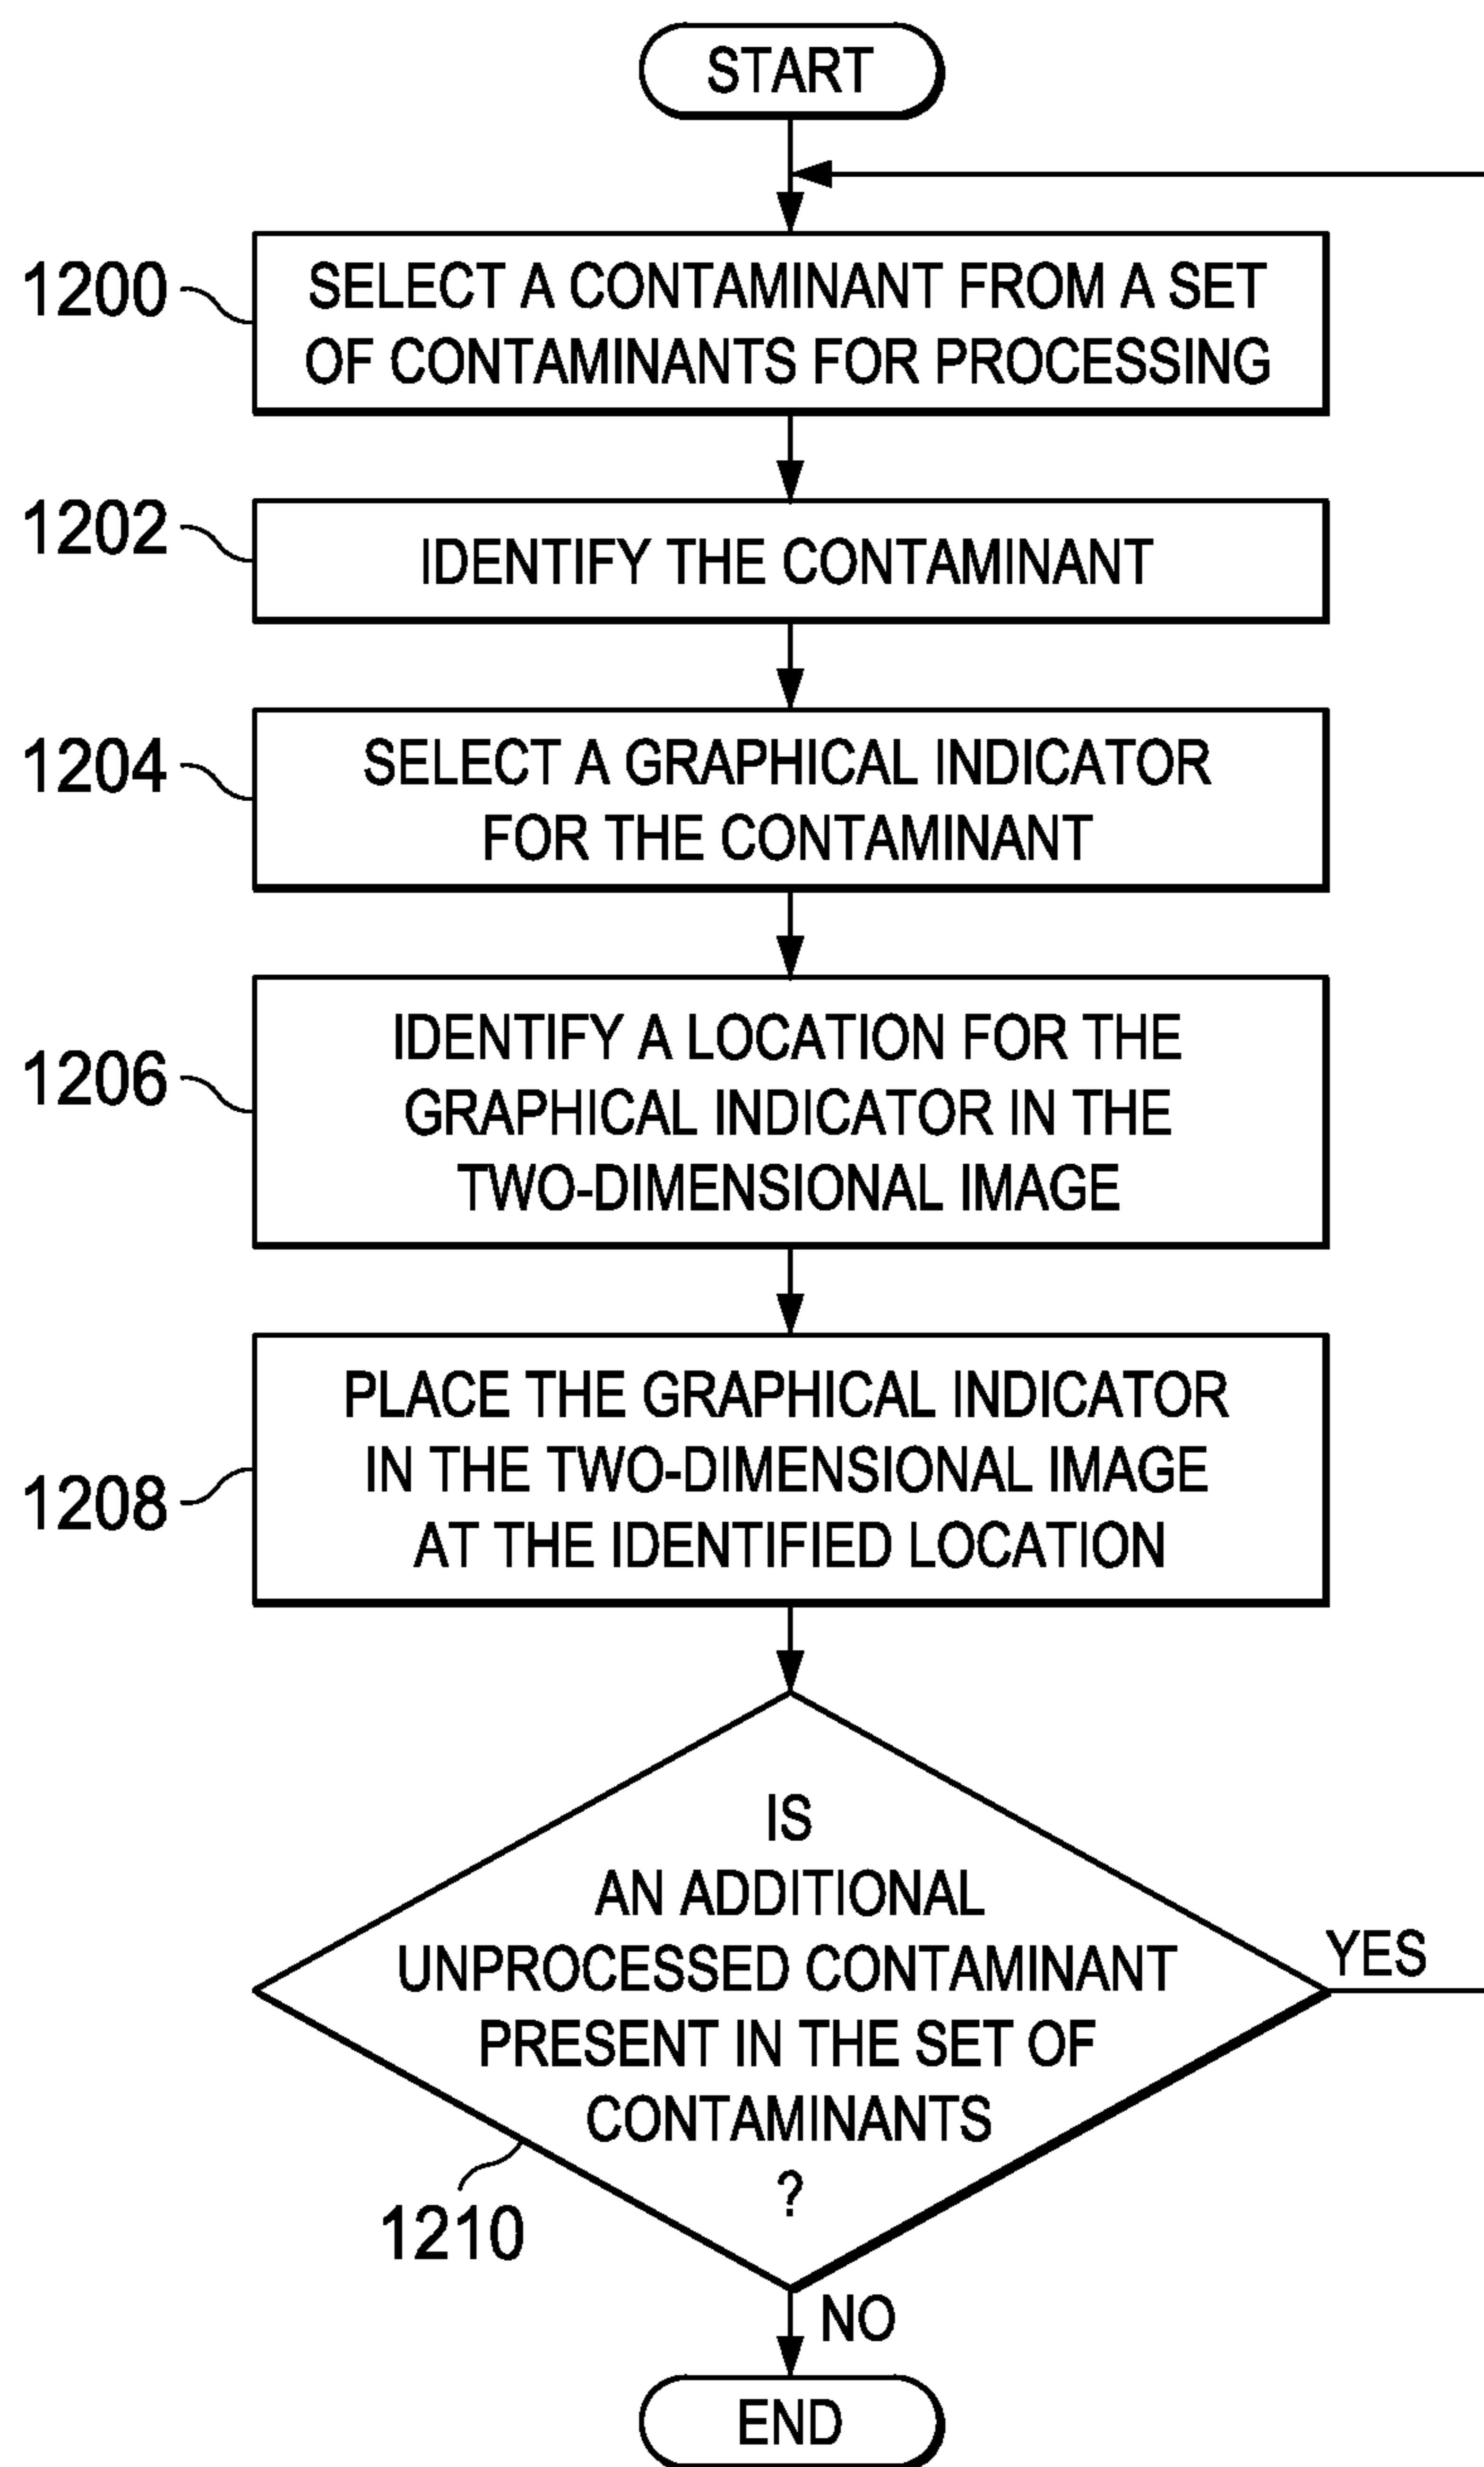 START
1200
SELECT A CONTAMINANT FROM A SET
OF CONTAMINANTS FOR PROCESSING
1202
IDENTIFY THE CONTAMINANT
1204
SELECT A GRAPHICAL INDICATOR
FOR THE CONTAMINANT
1206
IDENTIFY A LOCATION FOR THE
GRAPHICAL INDICATOR IN THE
TWO-DIMENSIONAL IMAGE
1208
PLACE THE GRAPHICAL INDICATOR
IN THE TWO-DIMENSIONAL IMAGE
AT THE IDENTIFIED LOCATION
IS
AN ADDITIONAL
UNPROCESSED CONTAMINANT
PRESENT IN THE SET OF
CONTAMINANTS
?
YES
1210
NO
END